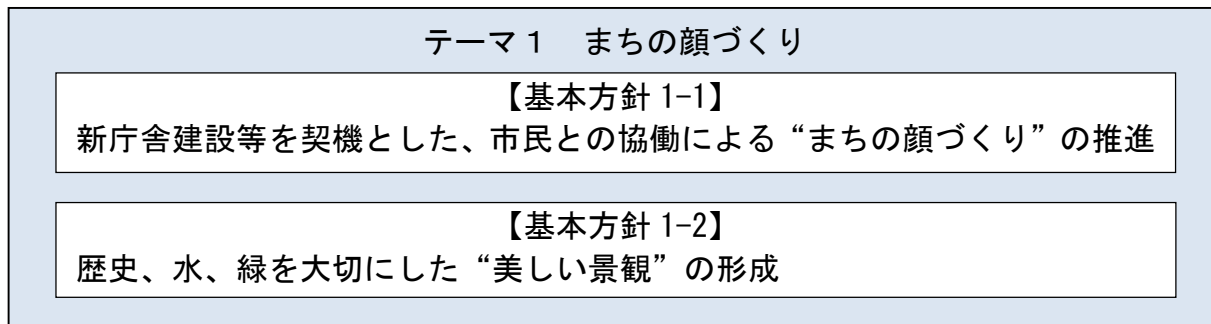 テーマ１　まちの顔づくり
【基本方針 1-1】
新庁舎建設等を契機とした、市民との協働による“まちの顔づくり”の推進
【基本方針 1-2】
歴史、水、緑を大切にした“美しい景観”の形成